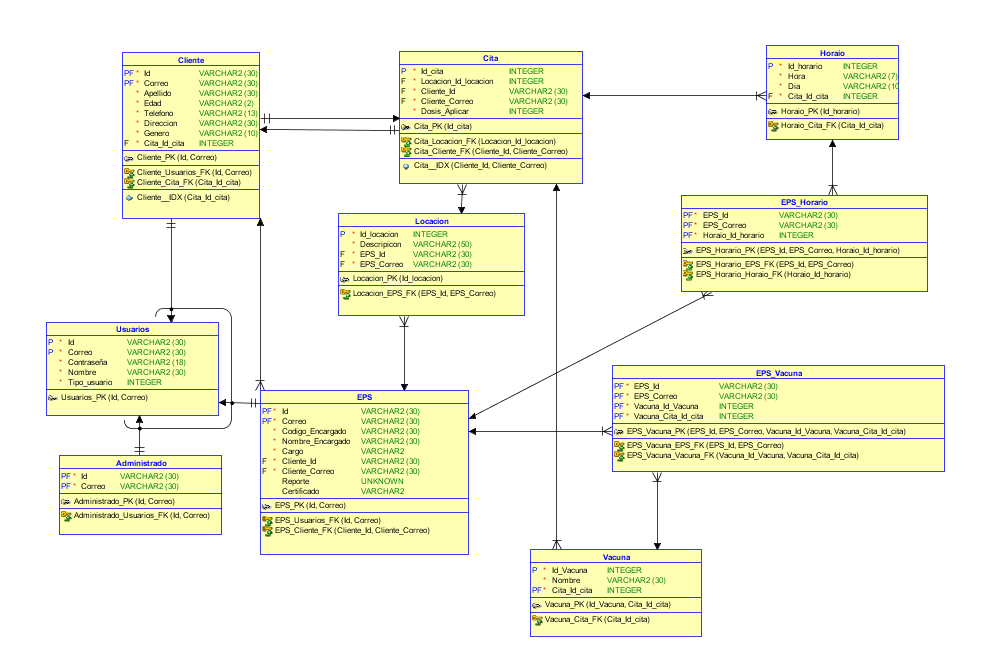 Cliente
PF * Id VARCHAR2 (30)
PF * Correo VARCHAR2 (30)
* Apellido VARCHAR2 (30)
* Edad VARCHAR2 (2)
* Telefono VARCHAR2 (13)
* Direccion VARCHAR2 (30)
* Genero VARCHAR2 (10)
F * Cita_Id_cita INTEGER
Cliente_PK (Id, Correo)
Cliente_Usuarios_FK (Id, Correo)
Cliente_Cita_FK (Cita_Id_cita)
Cliente__IDX (Cita_Id_cita)
Cita
P * Id_cita INTEGER
F * Locacion_Id_locacion INTEGER
F * Cliente_Id VARCHAR2 (30)
F * Cliente_Correo VARCHAR2 (30)
* Dosis_Aplicar INTEGER
Cita_PK (Id_cita)
Cita_Locacion_FK (Locacion_Id_locacion)
Cita_Cliente_FK (Cliente_Id, Cliente_Correo)
Cita__IDX (Cliente_Id, Cliente_Correo)
Horaio
P * Id_horario INTEGER
* Hora VARCHAR2 (7)
* Dia VARCHAR2 (10
F * Cita_Id_cita INTEGER
Horaio_PK (Id_horario)
Horaio_Cita_FK (Cita_Id_cita)
EPS_Horario
PF * EPS_Id VARCHAR2 (30)
PF * EPS_Correo VARCHAR2 (30)
PF * Horaio_Id_horario INTEGER
EPS_Horario_PK (EPS_Id, EPS_Correo, Horaio_Id_horario)
EPS_Horario_EPS_FK (EPS_Id, EPS_Correo)
EPS_Horario_Horaio_FK (Horaio_Id_horario)
Locacion
P * Id_locacion INTEGER
* Descripicon VARCHAR2 (50)
F * EPS_Id VARCHAR2 (30)
F * EPS_Correo VARCHAR2 (30)
Locacion_PK (Id_locacion)
Locacion_EPS_FK (EPS_Id, EPS_Correo)
Usuarios
P * Id VARCHAR2 (30)
P * Correo VARCHAR2 (30)
* Contraseña VARCHAR2 (18)
* Nombre VARCHAR2 (30)
* Tipo_usuario INTEGER
Usuarios_PK (Id, Correo)
EPS_Vacuna
PF * EPS_Id VARCHAR2 (30)
PF * EPS_Correo VARCHAR2 (30)
PF * Vacuna_Id_Vacuna INTEGER
PF * Vacuna_Cita_Id_cita INTEGER
EPS_Vacuna_PK (EPS_Id, EPS_Correo, Vacuna_Id_Vacuna, Vacuna_Cita_Id_cita)
EPS_Vacuna_EPS_FK (EPS_Id, EPS_Correo)
EPS_Vacuna_Vacuna_FK (Vacuna_Id_Vacuna, Vacuna_Cita_Id_cita)
EPS
PF * Id VARCHAR2 (30)
PF * Correo VARCHAR2 (30)
* Codigo_Encargado VARCHAR2 (30)
* Nombre_Encargado VARCHAR2 (30)
* Cargo VARCHAR2
F * Cliente_Id VARCHAR2 (30)
F * Cliente_Correo VARCHAR2 (30)
Reporte UNKNOWN
Certificado VARCHAR2
EPS_PK (Id, Correo)
EPS_Usuarios_FK (Id, Correo)
EPS_Cliente_FK (Cliente_Id, Cliente_Correo)
Administrado
PF * Id VARCHAR2 (30)
PF * Correo VARCHAR2 (30)
Administrado_PK (Id, Correo)
Administrado_Usuarios_FK (Id, Correo)
Vacuna
P * Id_Vacuna INTEGER
* Nombre VARCHAR2 (30)
PF * Cita_Id_cita INTEGER
Vacuna_PK (Id_Vacuna, Cita_Id_cita)
Vacuna_Cita_FK (Cita_Id_cita)